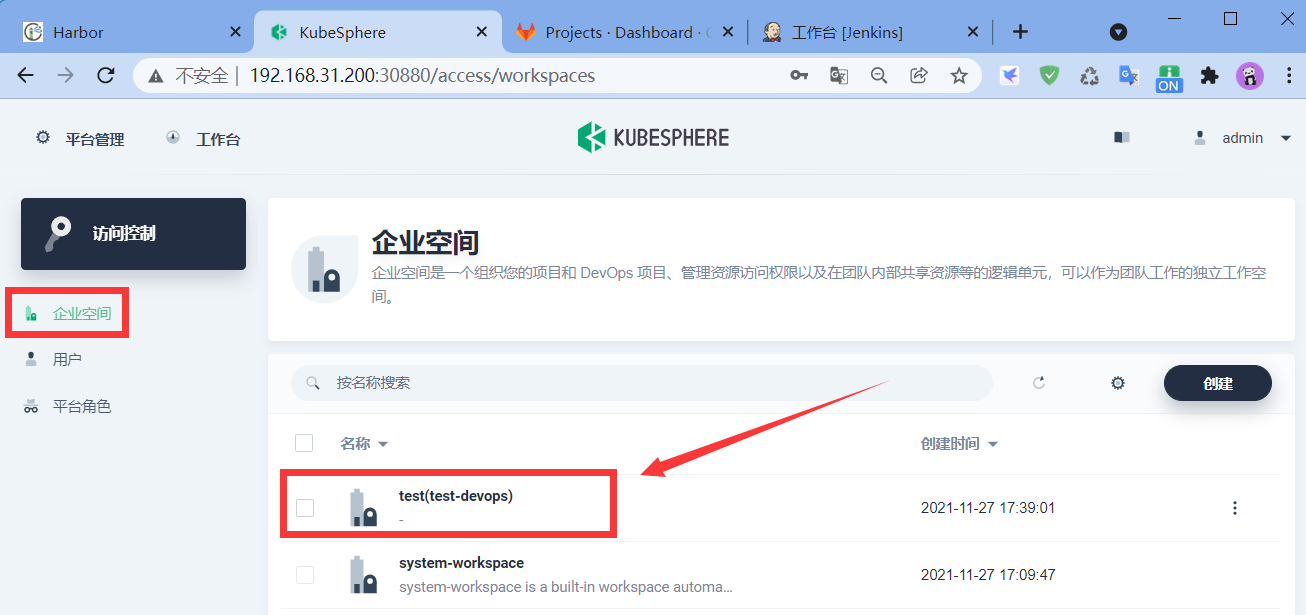 Harbor
KubeSphere
Projects · Dashboard ·
工作台 [Jenkins]
不安全
192.168.31.200:30880/access/workspaces
ON
平台管理
工作台
KUBESPHERE
admin
访问控制
企业空间
用户
平台角色
企业空间
企业空间是一个组织您的项目和 DevOps 项目、管理资源访问权限以及在团队内部共享资源等的逻辑单元，可以作为团队工作的独立工作空
间。
按名称搜索
创建
名称
创建时间
test(test-devops)
-
2021-11-27 17:39:01
system-workspace
system-workspace is a built-in workspace automa...
2021-11-27 17:09:47